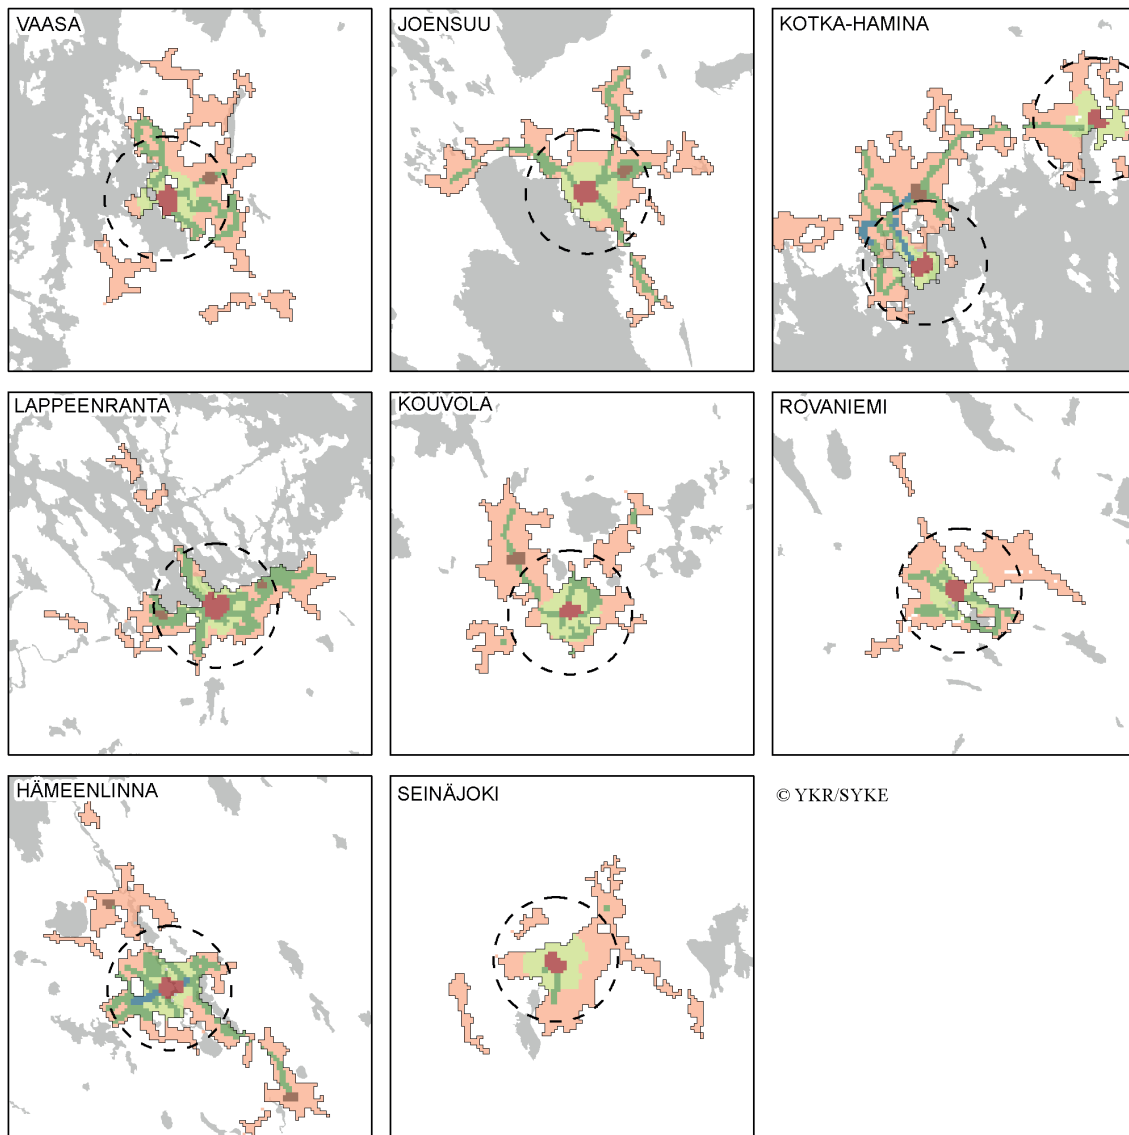 VAASA
JOENSUU
KOTKA-HAMINA
LAPPEENRANTA
KOUVOLA
ROVANIEMI
HÄMEENLINNA
SEINÄJOKI
© YKR/SYKE